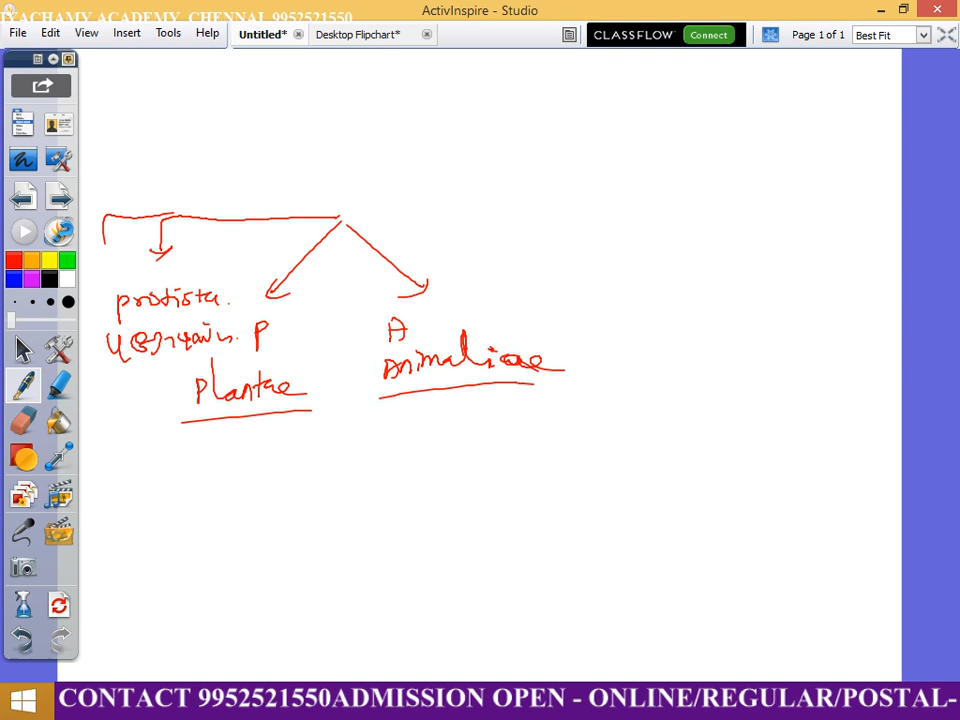 IYACHAMY ACADEMY, CHENNAI 9952521550
ActivInspire - Studio
File Edit View Insert Tools Help
Untitled* Desktop Flipchart*
CLASSFLOW Connect
Page 1 of 1 Best Fit
protista.
P
A
Plantae
Animaliae
CONTACT 9952521550ADMISSION OPEN - ONLINE/REGULAR/POSTAL-